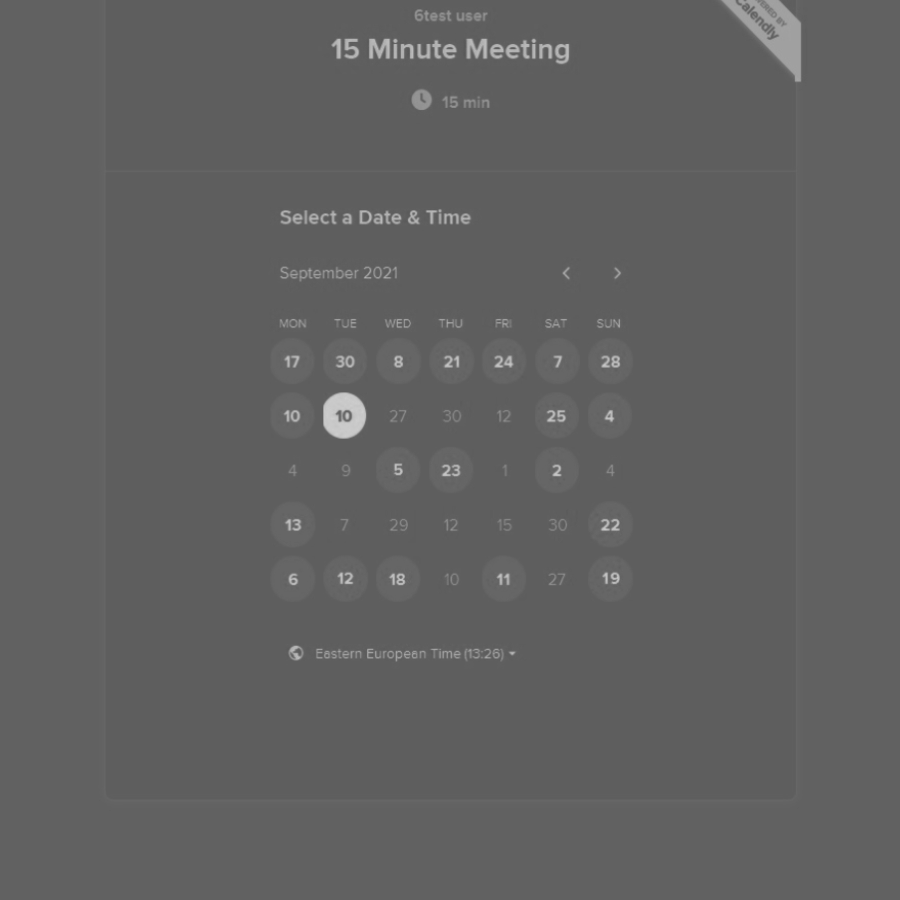 6test user
15 Minute Meeting
15 min
Calendly
Select a Date & Time
September 2021
MON TUE WED THU FRI SAT SUN
17 30 8 21 24 7 28
10 10 27 30 12 25 4
4 9 5 23 1 2 4
13 7 29 12 15 30 22
6 12 18 10 11 27 19
Eastern European Time (13:26)